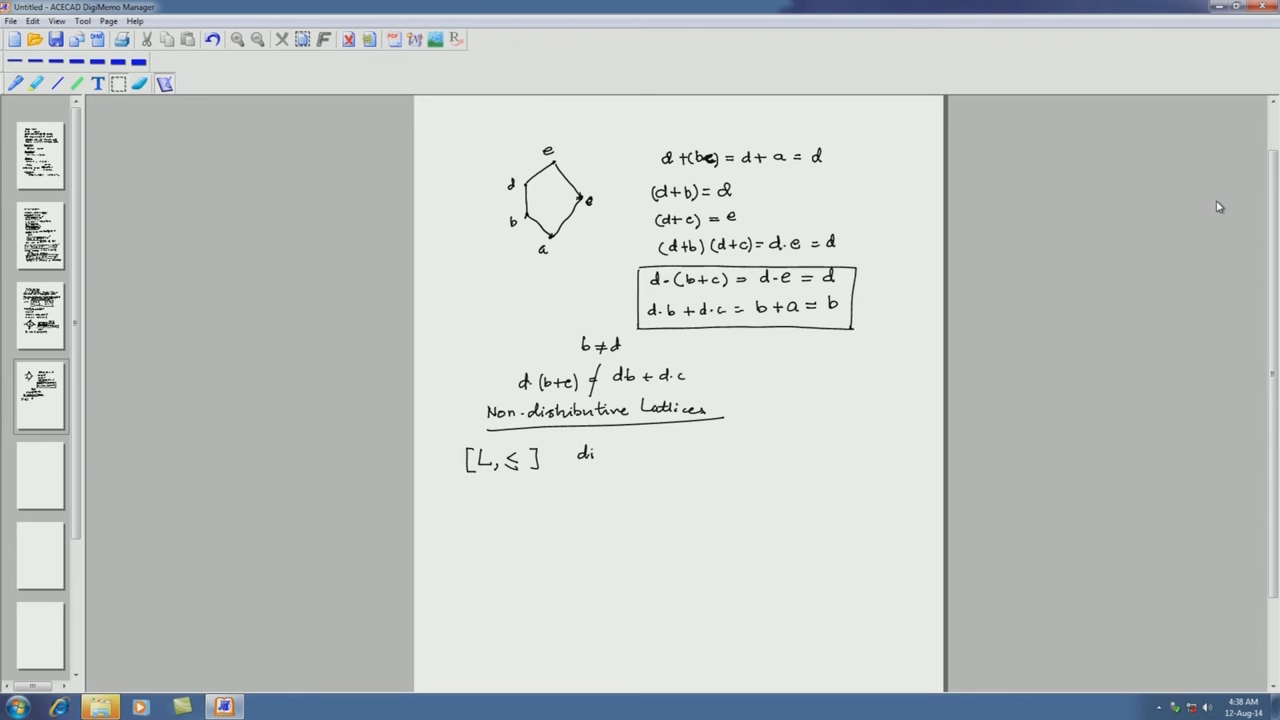 Untitled - ACECAD DigiMemo Manager
File Edit View Tool Page Help
e
d
b
a
d + (bc) = d + a = d
(d+b) = d
(d+c) = e
(d+b) (d+c) = d·e = d
d·(b+c) = d·e = d
d·b + d·c = b + a = b
b ≠ d
d·(b+c) ≠ db + d·c
Non-distributive Lattices
[L, ≤ ] di
4:38 AM
12-Aug-14